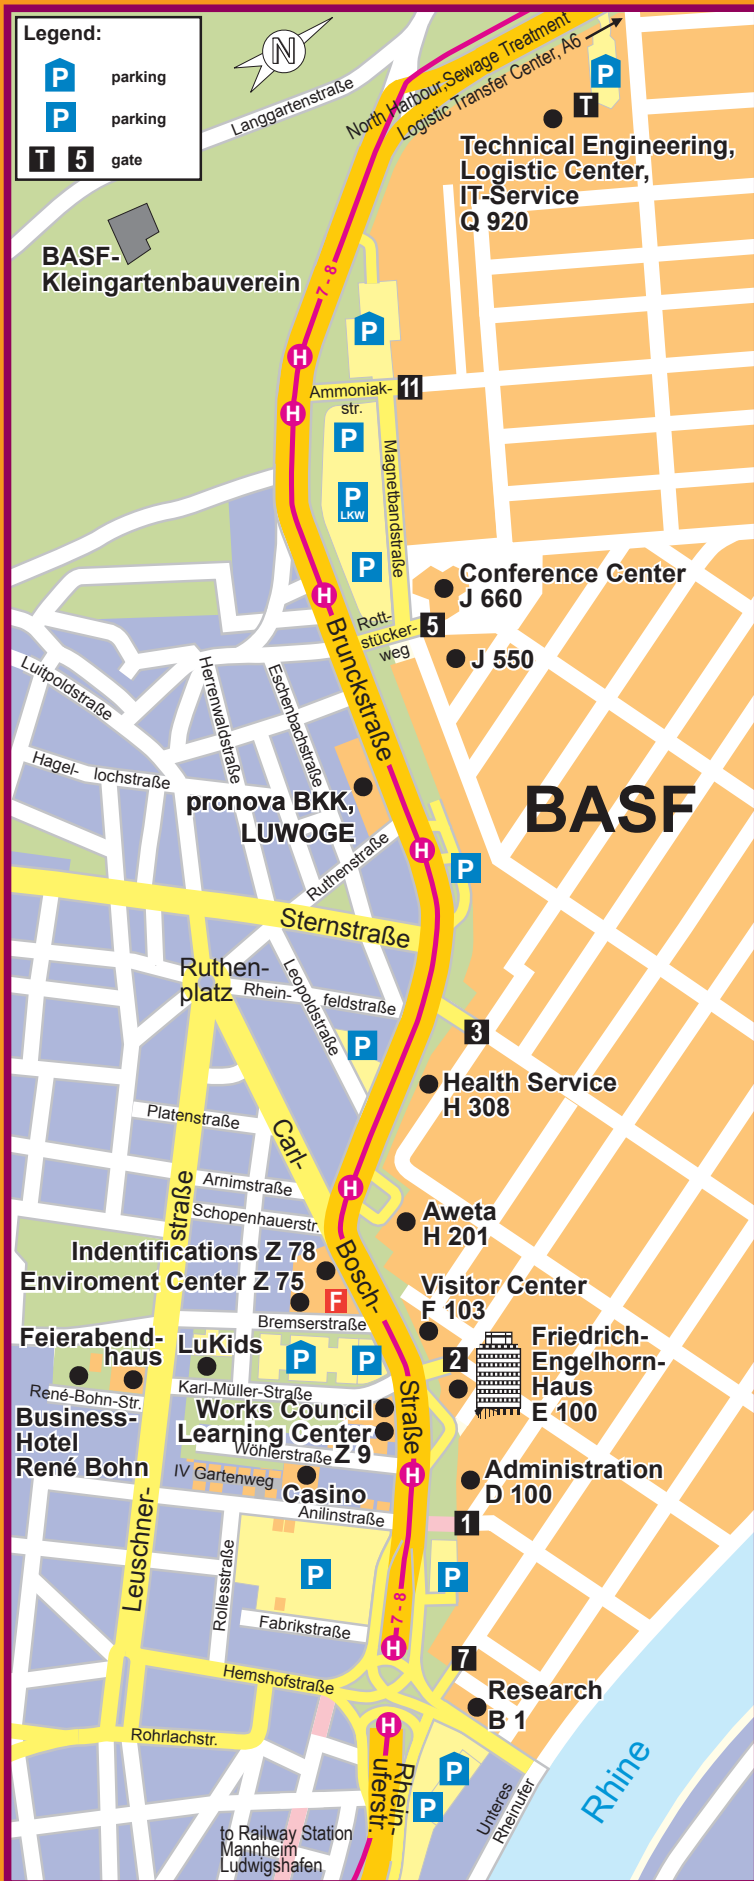 Legend:
P parking
P parking
T 5 gate
N
Langgartenstraße
North Harbour, Sewage Treatment
Logistic Transfer Center, A6
P
T
Technical Engineering,
Logistic Center,
IT-Service
Q 920
BASF-
Kleingartenbauverein
7 - 8
P
H
Ammoniak-
str.
11
H
P
Magnetbandstraße
P
LKW
P
Conference Center
J 660
H
Rott-
stücker-
weg
5
J 550
Brunckstraße
Luitpoldstraße
Herrenwaldstraße
Eschenbachstraße
Hagel- lochstraße
pronova BKK,
LUWOGE
BASF
H
P
Ruthenstraße
Sternstraße
Ruthen-
platz
Rhein- feldstraße
Leopoldstraße
P
3
Health Service
H 308
Platenstraße
Carl-
Arnimstraße
Schopenhauerstr.
H
Aweta
H 201
straße
Indentifications Z 78
Enviroment Center Z 75
F
Bosch-
Bremserstraße
Visitor Center
F 103
Feierabend-
haus
LuKids
P
P
2
Friedrich-
Engelhorn-
Haus
E 100
René-Bohn-Str.
Karl-Müller-Straße
Straße
Business-
Hotel
René Bohn
Works Council
Learning Center
Z 9
Wöhlerstraße
IV Gartenweg
Casino
H
Administration
D 100
Anilinstraße
1
Leuschner-
Rollesstraße
P
P
7 - 8
Fabrikstraße
H
7
Hemshofstraße
Research
B 1
Rohrlachstr.
H
Rhein-
uferstr.
P
P
Unteres
Rheinufer
Rhine
to Railway Station
Mannheim
Ludwigshafen